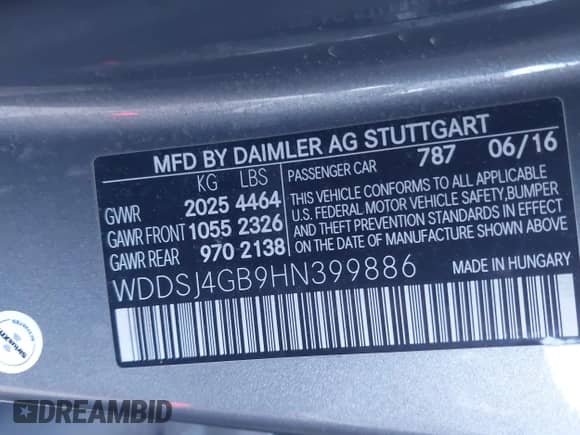 MFD BY DAIMLER AG STUTTGART
KG LBS
GVWR 2025 4464
GAWR FRONT 1055 2326
GAWR REAR 970 2138
PASSENGER CAR 787 06/16
THIS VEHICLE CONFORMS TO ALL APPLICABLE
U.S. FEDERAL MOTOR VEHICLE SAFETY, BUMPER
AND THEFT PREVENTION STANDARDS IN EFFECT
ON THE DATE OF MANUFACTURE SHOWN ABOVE
WDDSJ4GB9HN399886
MADE IN HUNGARY
DREAMBID